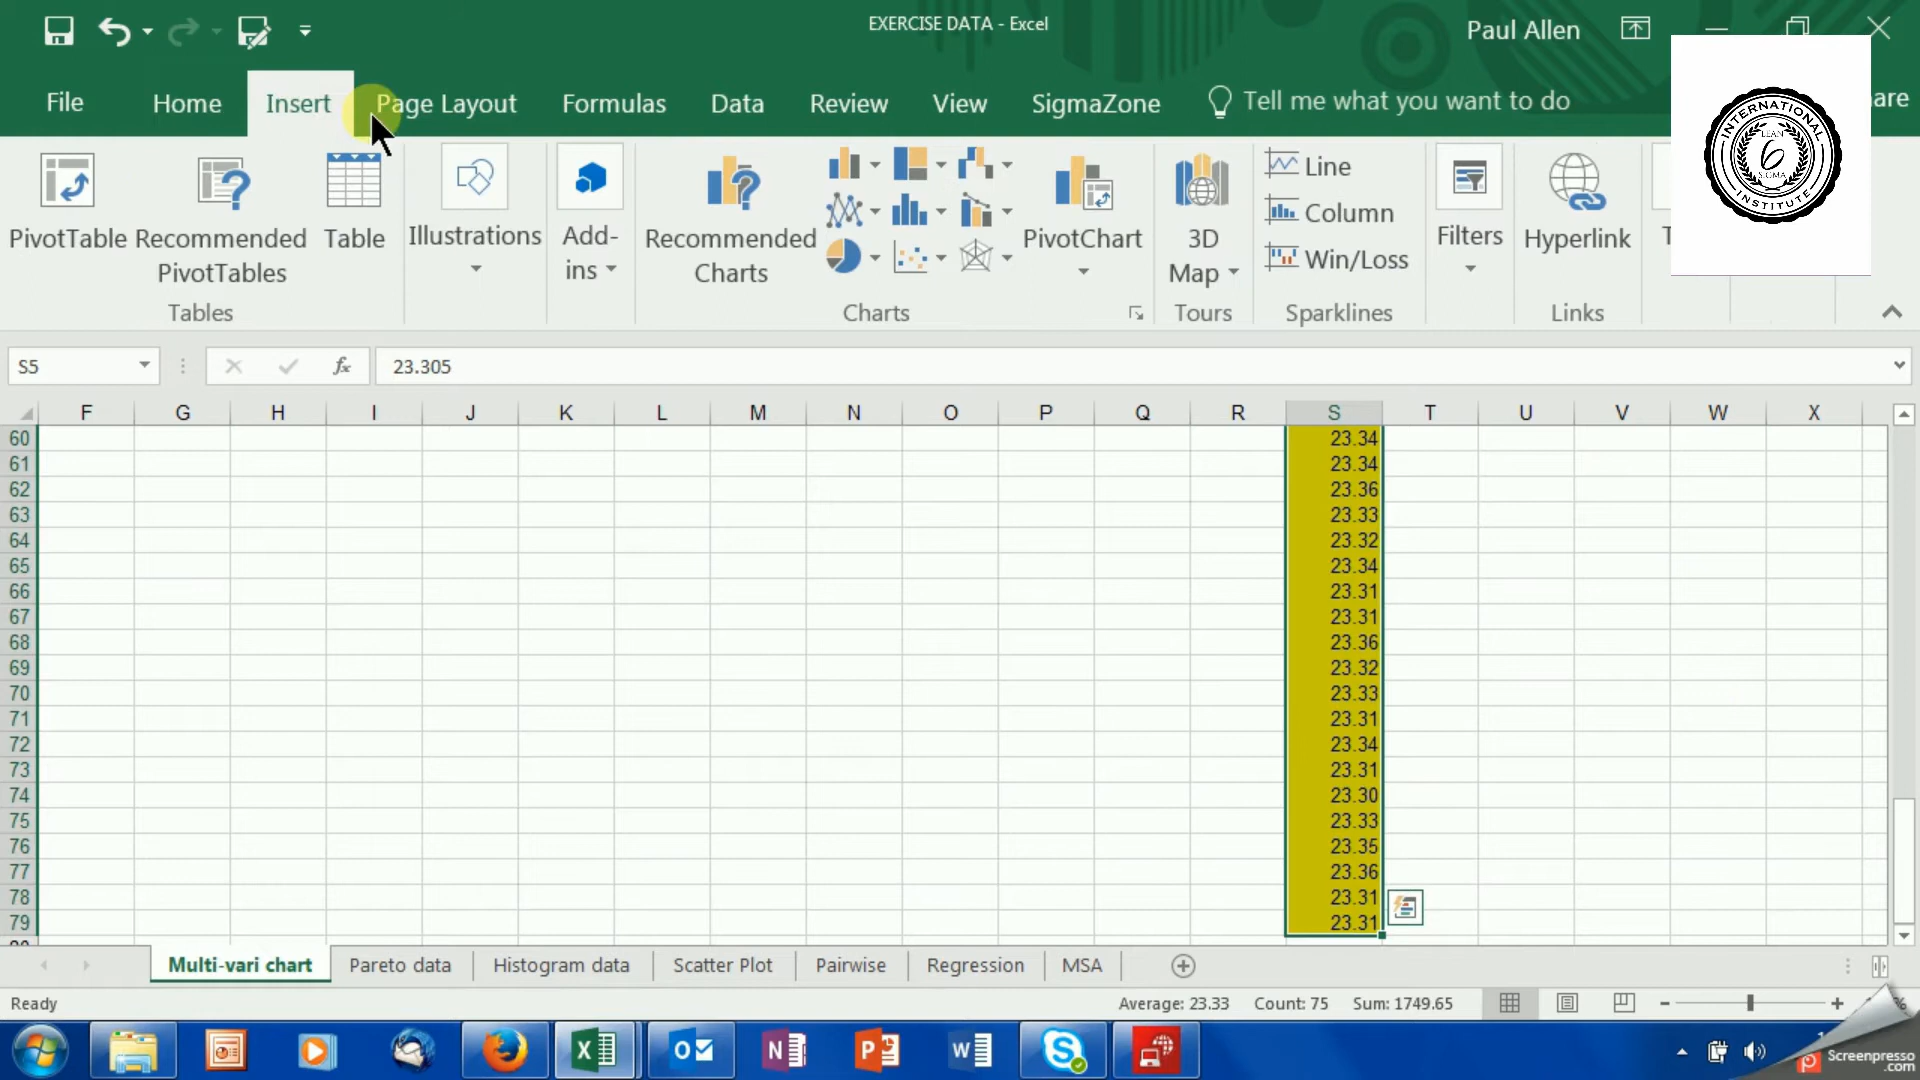 EXERCISE DATA - Excel
Paul Allen
File
Home
Insert
Page Layout
Formulas
Data
Review
View
SigmaZone
Tell me what you want to do
are
INTERNATIONAL
LEAN
6
SIGMA
INSTITUTE
PivotTable
Recommended
PivotTables
Table
Tables
Illustrations
Add-
ins
Recommended
Charts
Charts
PivotChart
3D
Map
Tours
Line
Column
Win/Loss
Sparklines
Filters
Hyperlink
Links
S5
fx
23.305
F G H I J K L M N O P Q R S T U V W X
60 23.34
61 23.34
62 23.36
63 23.33
64 23.32
65 23.34
66 23.31
67 23.31
68 23.36
69 23.32
70 23.33
71 23.31
72 23.34
73 23.31
74 23.30
75 23.33
76 23.35
77 23.36
78 23.31
79 23.31
Multi-vari chart
Pareto data
Histogram data
Scatter Plot
Pairwise
Regression
MSA
Ready
Average: 23.33
Count: 75
Sum: 1749.65
Screenpresso
.com